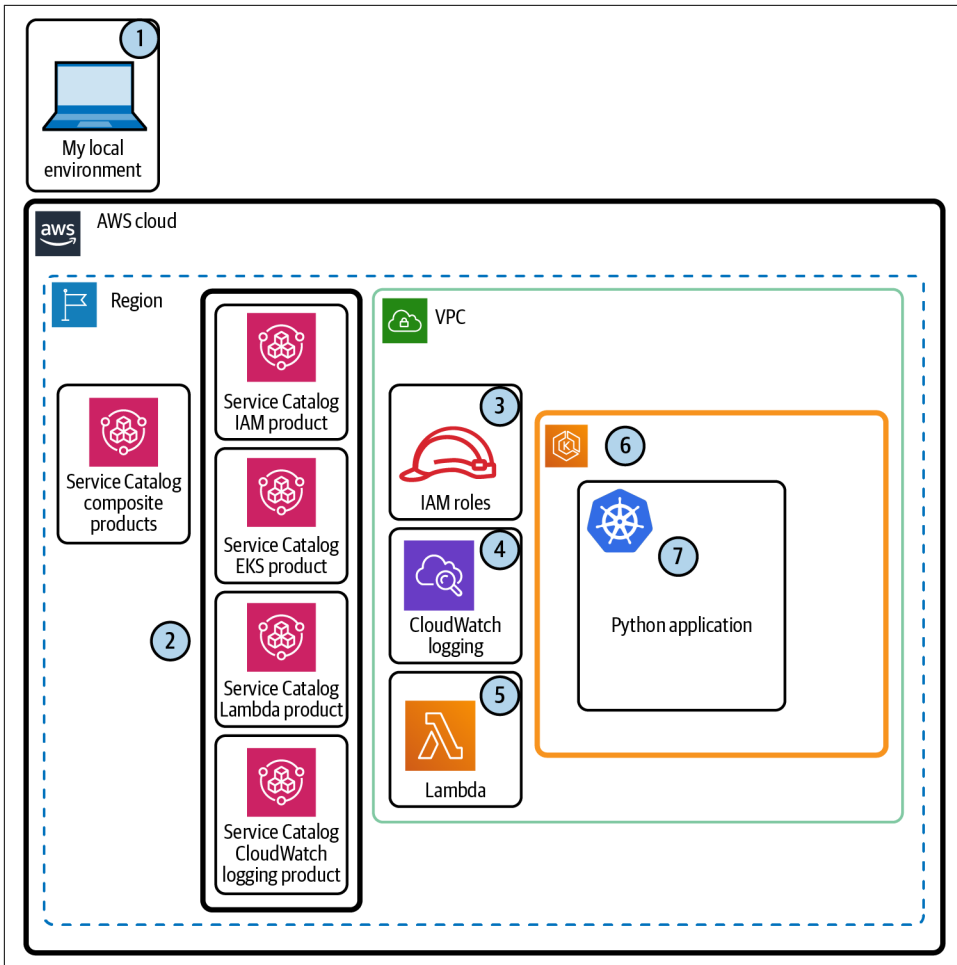 1
My local
environment
aws
AWS cloud
Region
Service Catalog
composite
products
2
Service Catalog
IAM product
Service Catalog
EKS product
Service Catalog
Lambda product
Service Catalog
CloudWatch
logging product
VPC
3
IAM roles
4
CloudWatch
logging
5
Lambda
K
6
7
Python application